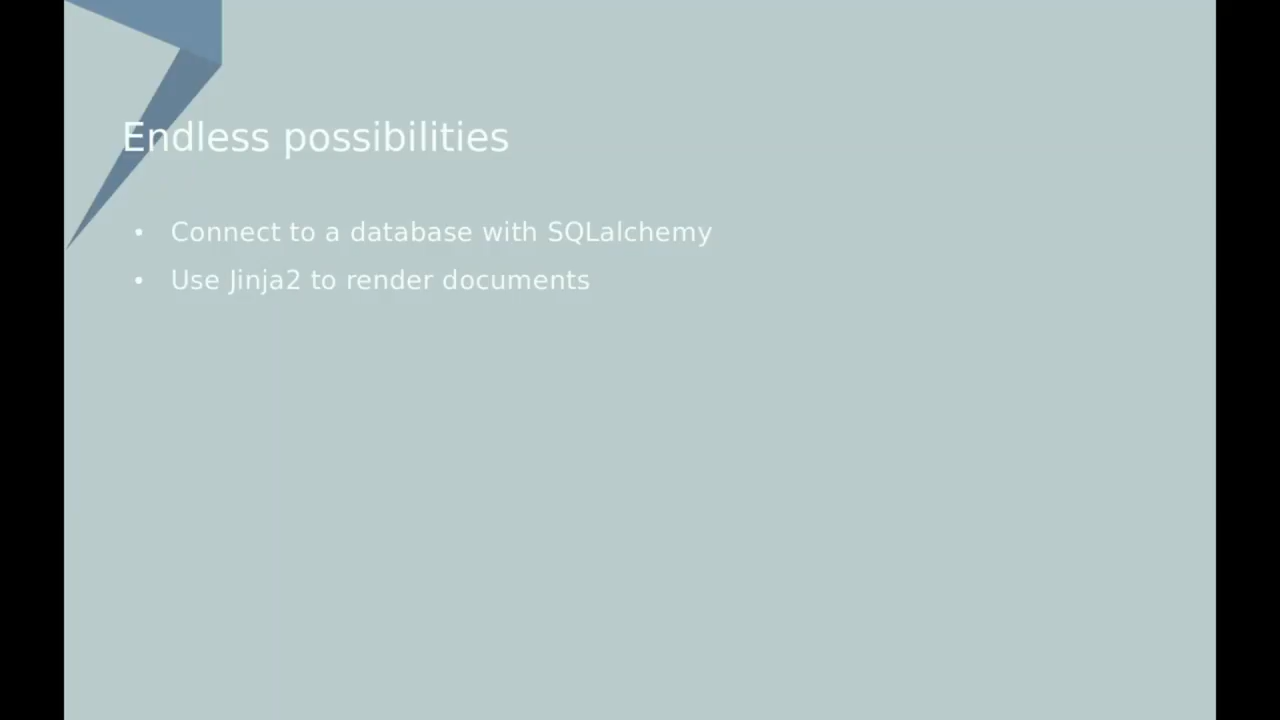 Endless possibilities
• Connect to a database with SQLalchemy
• Use Jinja2 to render documents